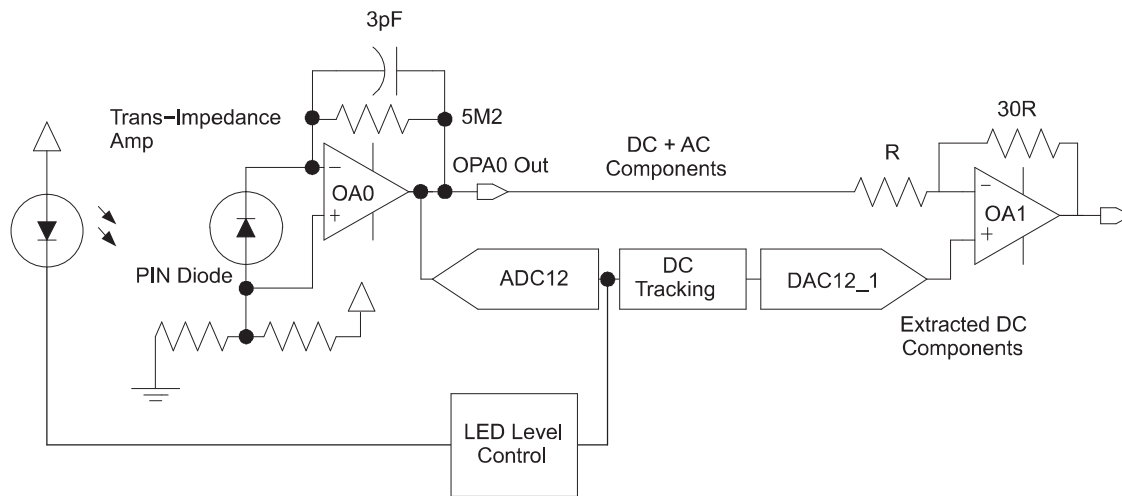 3pF
Trans-Impedance
Amp
5M2
OPA0 Out
DC + AC
Components
R
30R
OA0
OA1
PIN Diode
ADC12
DC
Tracking
DAC12_1
Extracted DC
Components
LED Level
Control